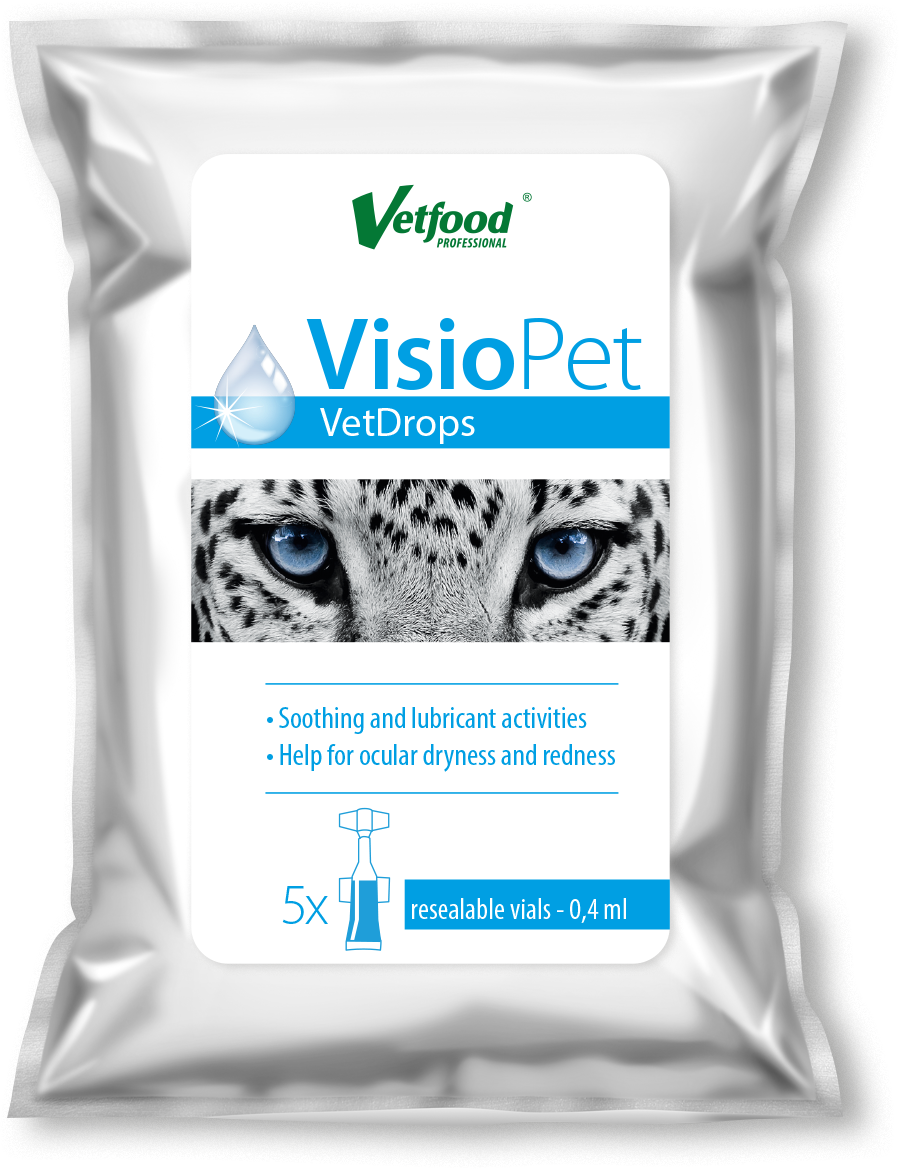 Vetfood ®
PROFESSIONAL
VisioPet
VetDrops
• Soothing and lubricant activities
• Help for ocular dryness and redness
5x
resealable vials - 0,4 ml